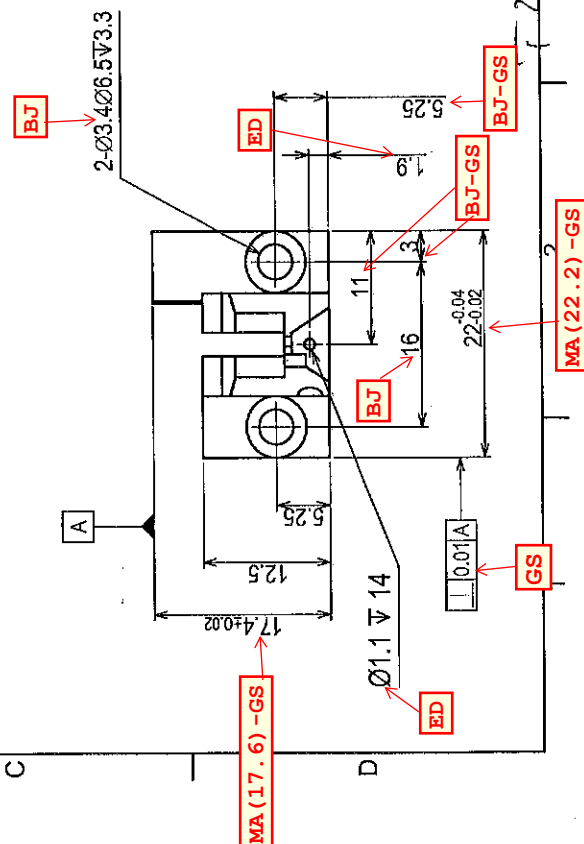 BJ
2-Ø3.4Ø6.5↧3.3
ED
BJ-GS
5.25
1.9
BJ-GS
A
3
11
16
BJ
22-0.04
-0.02
MA(22.2)-GS
2
5.25
12.5
17.4±0.02
MA(17.6)-GS
Ø1.1↧14
ED
⊥ 0.01 A
GS
C
D